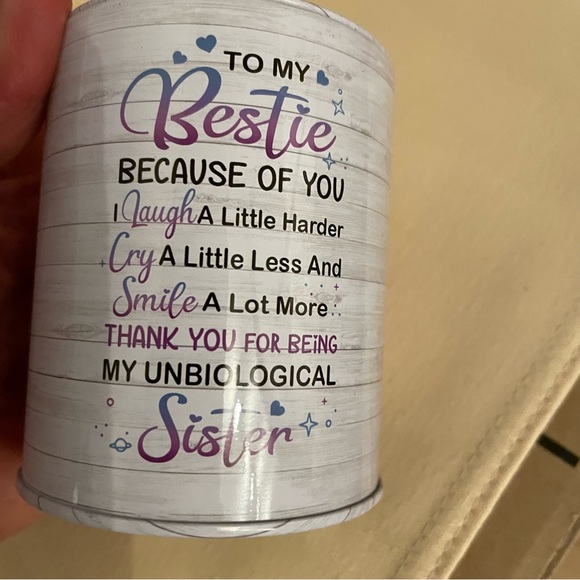 TO MY
Bestie
BECAUSE OF YOU
I Laugh A Little Harder
Cry A Little Less And
Smile A Lot More
THANK YOU FOR BEiNG
MY UNBIOLOGICAL
Sister